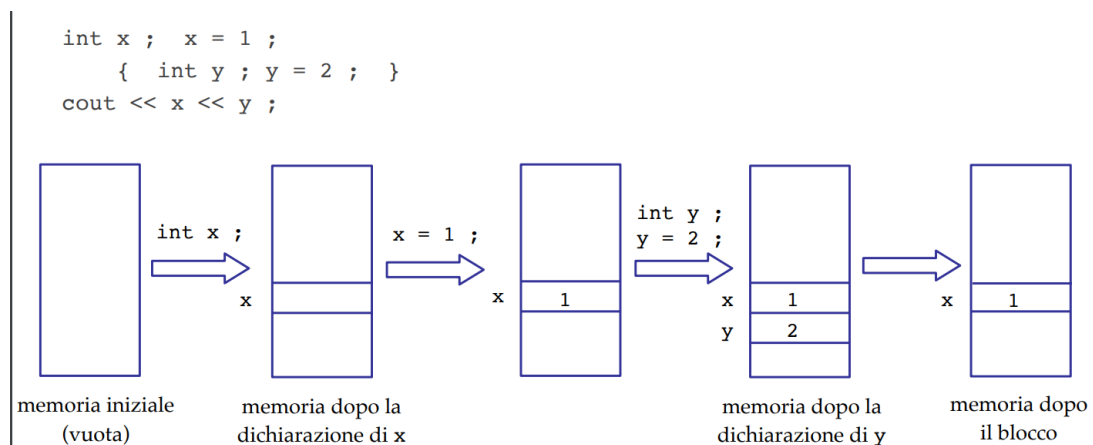 int x ;  x = 1 ;
{  int y ; y = 2 ;  }
cout << x << y ;
int x ;
x = 1 ;
int y ;
y = 2 ;
x
x 1
x 1
y 2
x 1
memoria iniziale
(vuota)
memoria dopo la
dichiarazione di x
memoria dopo la
dichiarazione di y
memoria dopo
il blocco